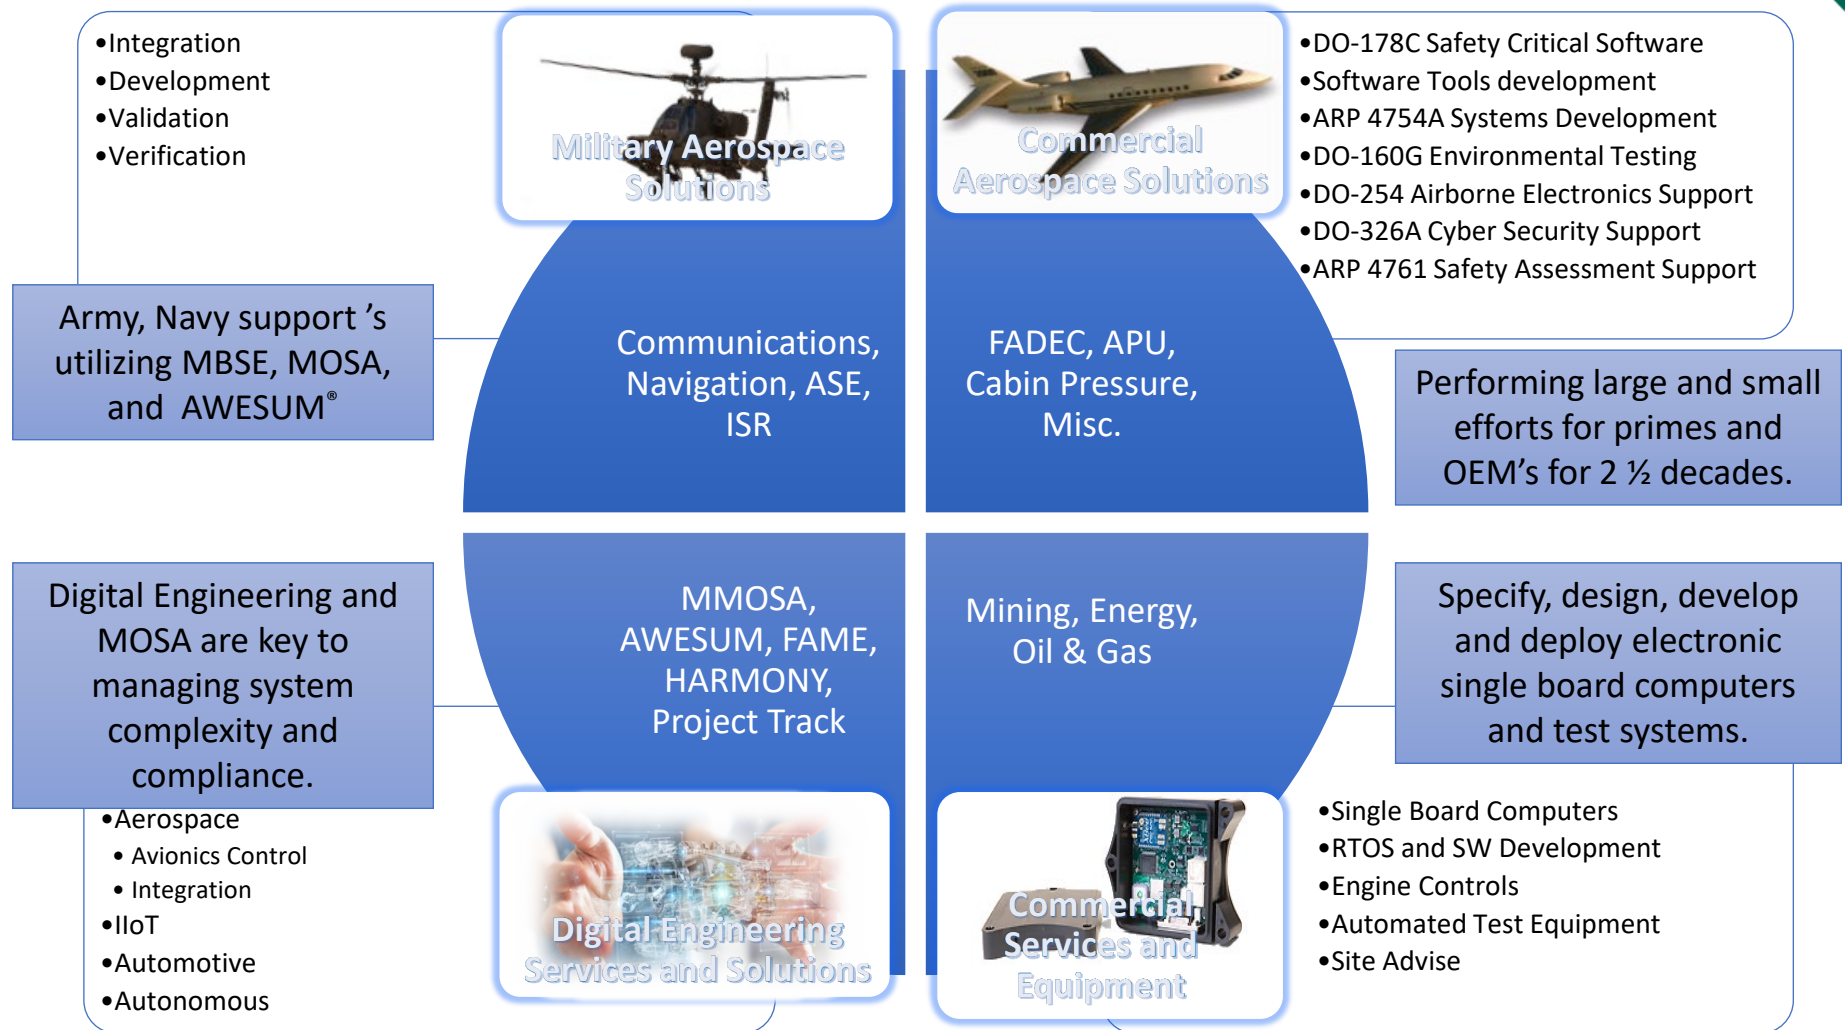 •Integration
•Development
•Validation
•Verification
Military Aerospace
Solutions
Army, Navy support ’s
utilizing MBSE, MOSA,
and AWESUM®
Communications,
Navigation, ASE,
ISR
Commercial
Aerospace Solutions
•DO-178C Safety Critical Software
•Software Tools development
•ARP 4754A Systems Development
•DO-160G Environmental Testing
•DO-254 Airborne Electronics Support
•DO-326A Cyber Security Support
•ARP 4761 Safety Assessment Support
FADEC, APU,
Cabin Pressure,
Misc.
Performing large and small
efforts for primes and
OEM’s for 2 ½ decades.
Digital Engineering and
MOSA are key to
managing system
complexity and
compliance.
MMOSA,
AWESUM, FAME,
HARMONY,
Project Track
•Aerospace
• Avionics Control
• Integration
•IIoT
•Automotive
•Autonomous
Digital Engineering
Services and Solutions
Mining, Energy,
Oil & Gas
Specify, design, develop
and deploy electronic
single board computers
and test systems.
Commercial
Services and
Equipment
•Single Board Computers
•RTOS and SW Development
•Engine Controls
•Automated Test Equipment
•Site Advise